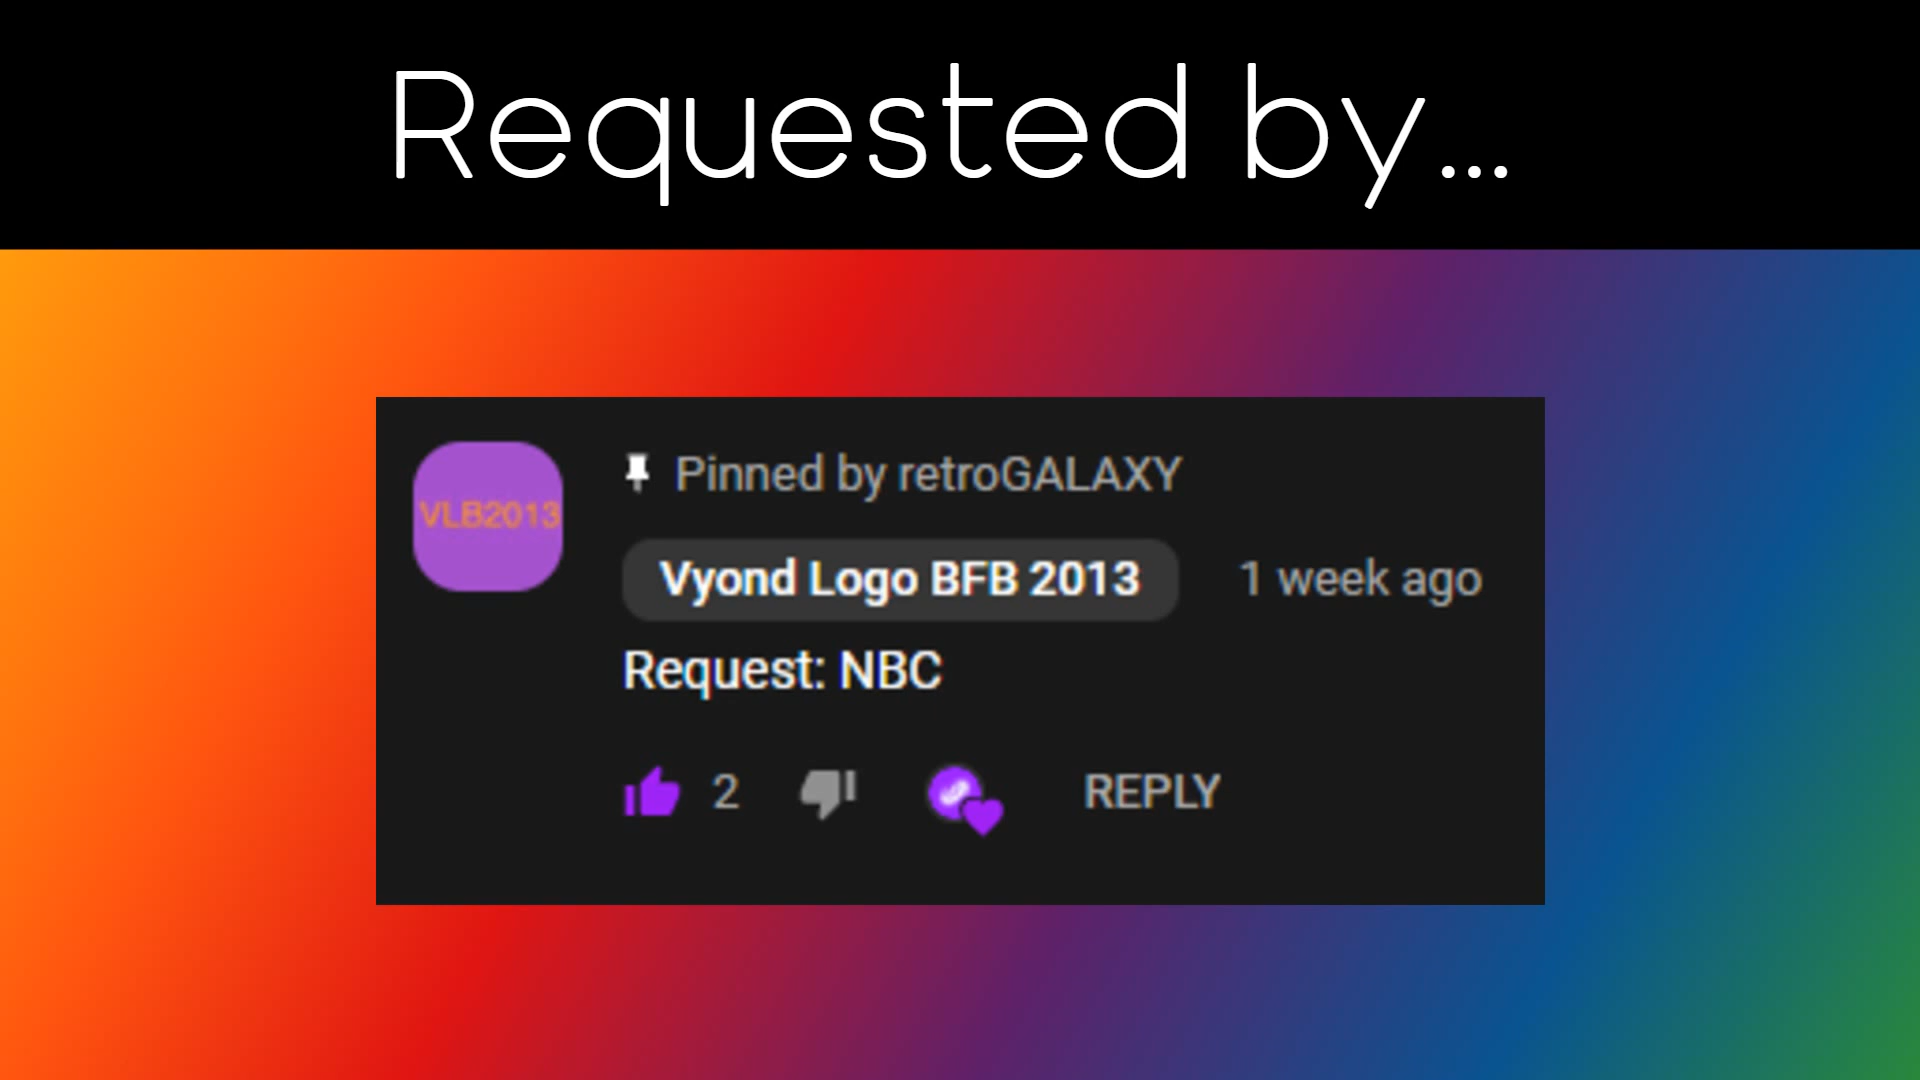 Requested by...
Pinned by retroGALAXY
VLB2013
Vyond Logo BFB 2013 1 week ago
Request: NBC
2 REPLY